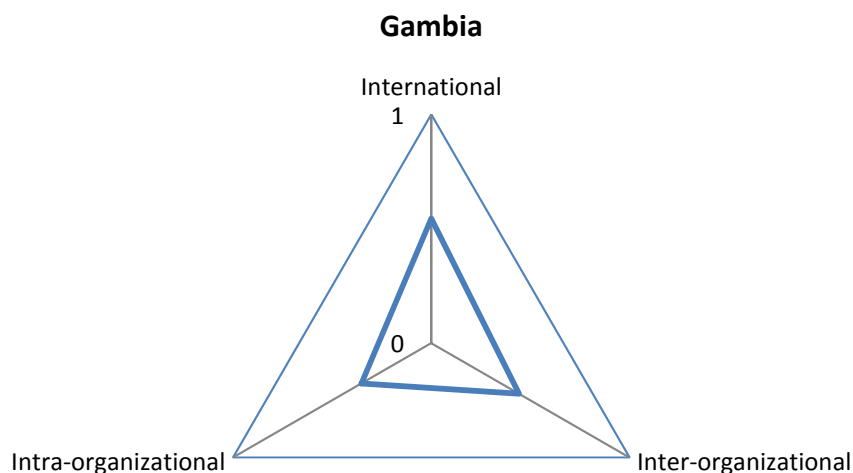 Gambia
International
1
0
Intra-organizational
Inter-organizational